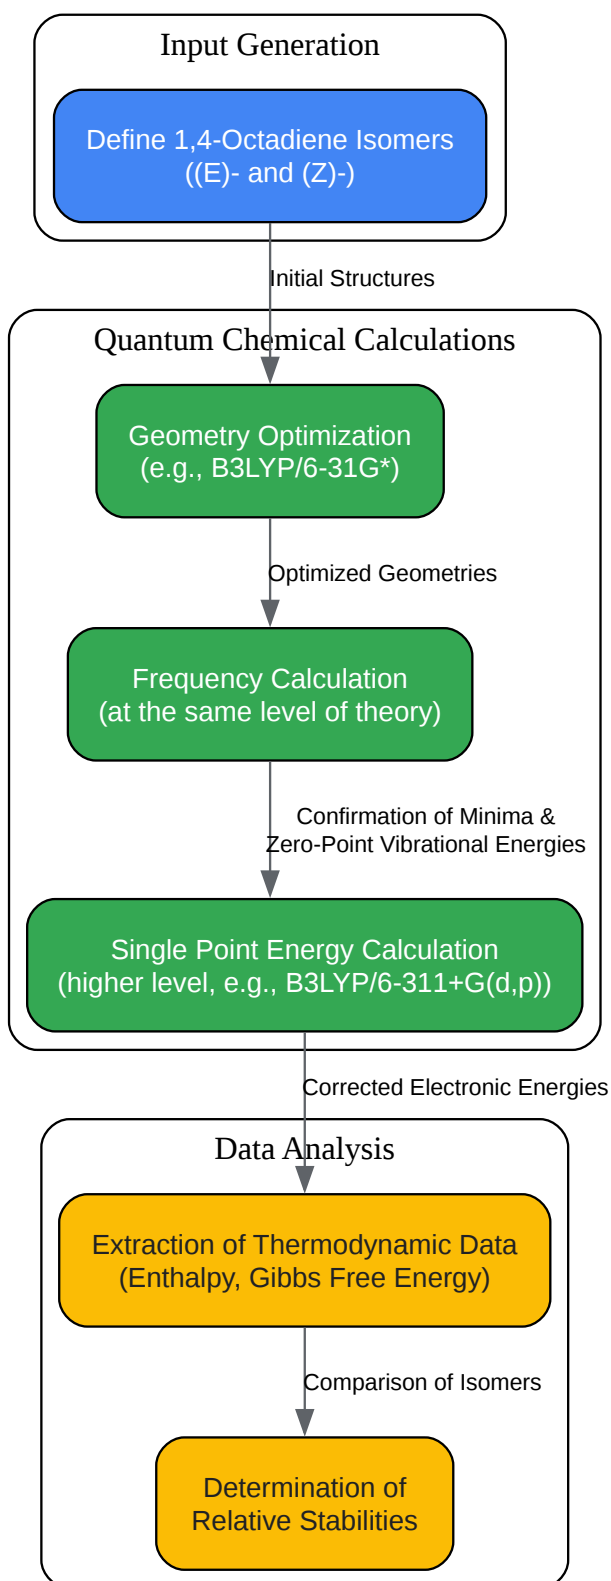 Input Generation
Define 1,4-Octadiene Isomers
((E)- and (Z)-)
Initial Structures
Quantum Chemical Calculations
Geometry Optimization
(e.g., B3LYP/6-31G*)
Optimized Geometries
Frequency Calculation
(at the same level of theory)
Confirmation of Minima &
Zero-Point Vibrational Energies
Single Point Energy Calculation
(higher level, e.g., B3LYP/6-311+G(d,p))
Corrected Electronic Energies
Data Analysis
Extraction of Thermodynamic Data
(Enthalpy, Gibbs Free Energy)
Comparison of Isomers
Determination of
Relative Stabilities